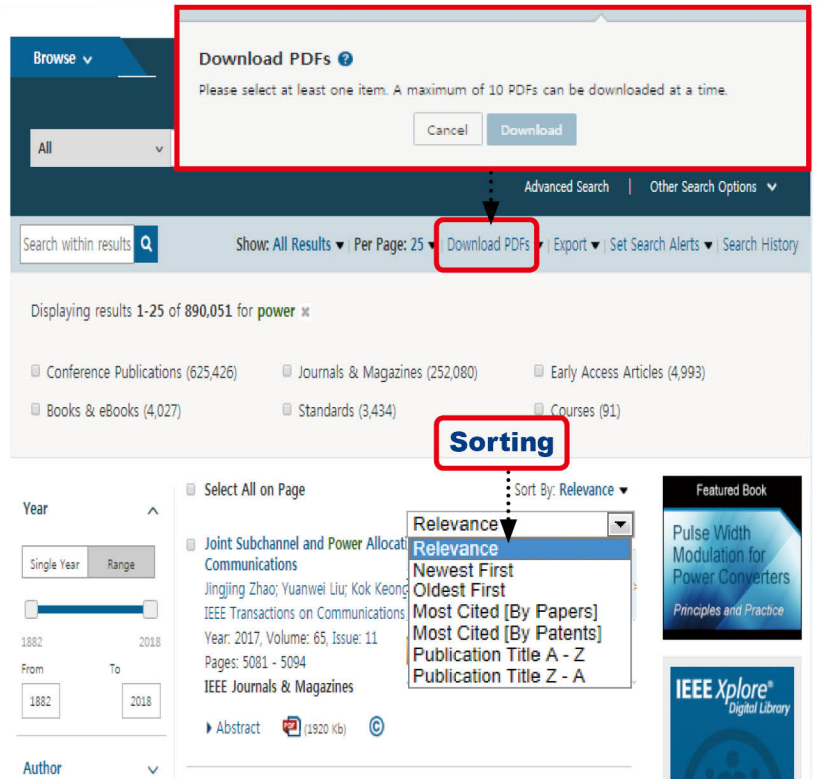 Browse
Download PDFs ?
Please select at least one item. A maximum of 10 PDFs can be downloaded at a time.
Cancel Download
All
Advanced Search | Other Search Options
Search within results
Show: All Results | Per Page: 25 | Download PDFs | Export | Set Search Alerts | Search History
Displaying results 1-25 of 890,051 for power x
Conference Publications (625,426) Journals & Magazines (252,080) Early Access Articles (4,993)
Books & eBooks (4,027) Standards (3,434) Courses (91)
Sorting
Year
Single Year Range
1882 2018
From To
1882 2018
Author
Select All on Page Sort By: Relevance
Joint Subchannel and Power Allocati
Communications
Jingjing Zhao; Yuanwei Liu; Kok Keong
IEEE Transactions on Communications
Year: 2017, Volume: 65, Issue: 11
Pages: 5081 - 5094
IEEE Journals & Magazines
Abstract PDF (1920 Kb) ©
Relevance
Relevance
Newest First
Oldest First
Most Cited [By Papers]
Most Cited [By Patents]
Publication Title A - Z
Publication Title Z - A
Featured Book
Pulse Width
Modulation for
Power Converters
Principles and Practice
IEEE Xplore®
Digital Library